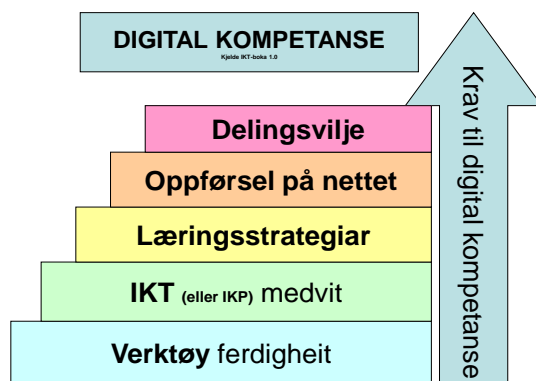 DIGITAL KOMPETANSE
Kjelde IKT-boka 1.0
Delingsvilje
Oppførsel på nettet
Læringsstrategiar
IKT (eller IKP) medvit
Verktøy ferdigheit
Krav til digital kompetanse